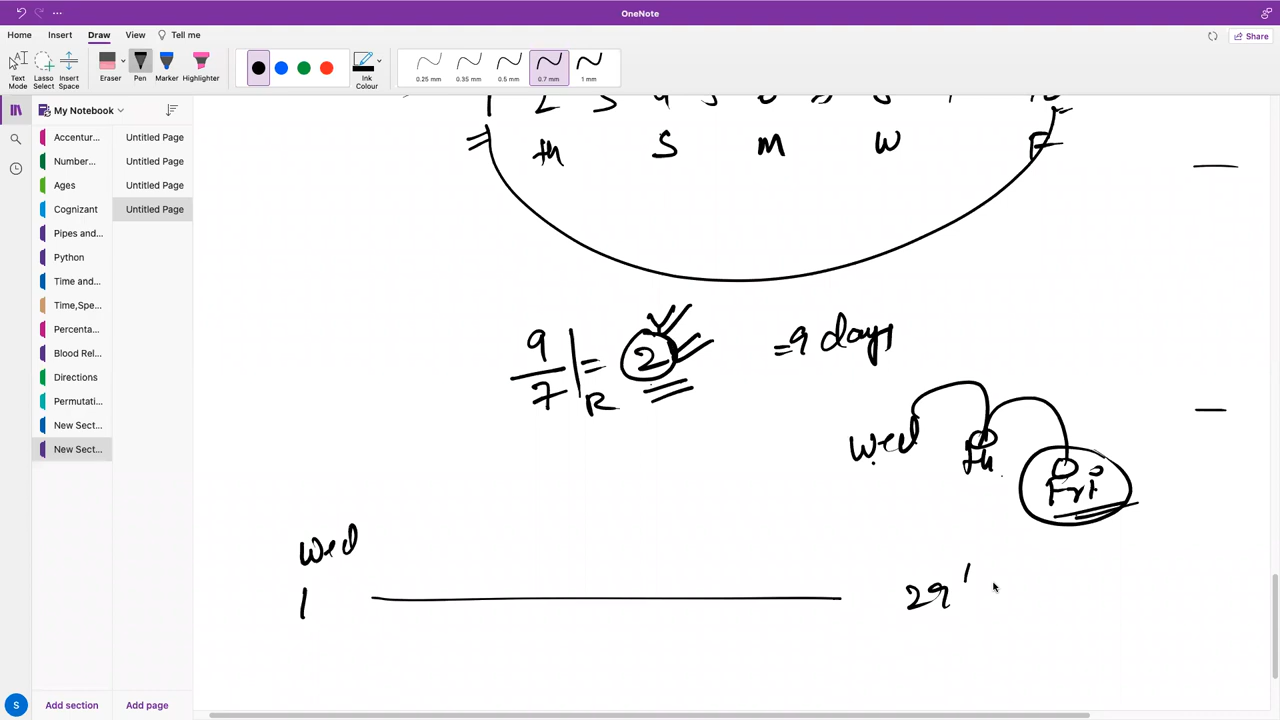 OneNote
Home Insert Draw View Tell me
Share
Text Mode
Lasso Select
Insert Space
Eraser
Pen
Marker
Highlighter
Ink Colour
0.25 mm
0.35 mm
0.5 mm
0.7 mm
1 mm
My Notebook
Accentur...
Number...
Ages
Cognizant
Pipes and...
Python
Time and...
Time,Spe...
Percenta...
Blood Rel...
Directions
Permutati...
New Sect...
New Sect...
Untitled Page
Untitled Page
Untitled Page
Untitled Page
th S m W F
9/7 | R = 2 = 9 days
wed th Fri
wed
1 29
S
Add section
Add page